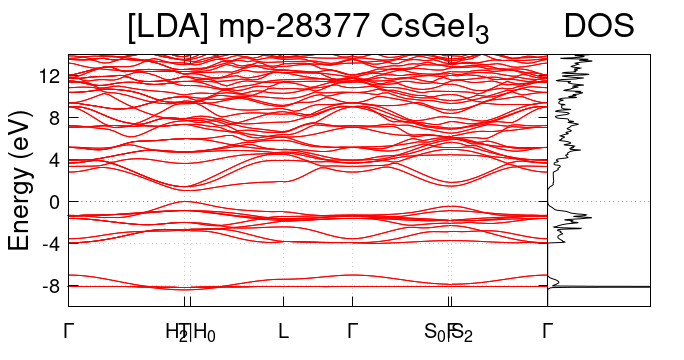 [LDA] mp-28377 CsGeI₃ DOS
12
8
4
0
-4
-8
Energy (eV)
Γ H₂|T|H₀ L Γ S₀|F|S₂ Γ